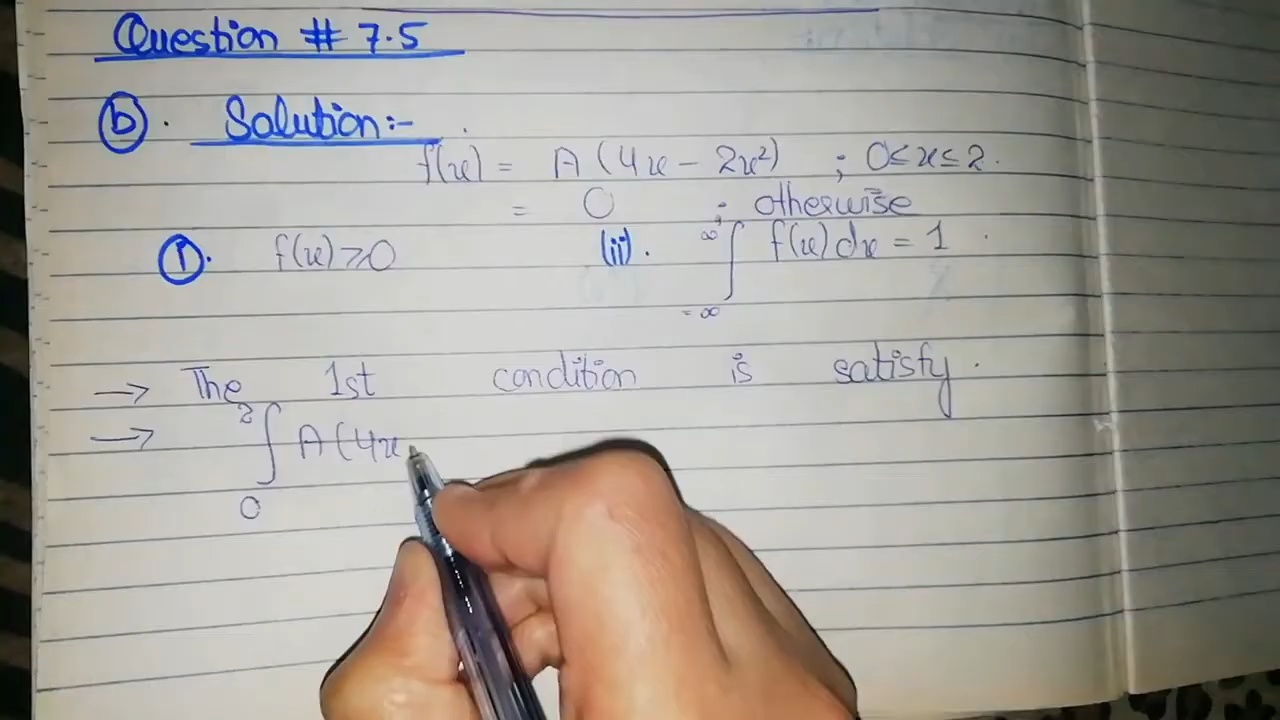 Question # 7.5
(b). Solution:-
f(x) = A (4x - 2x²) ; 0≤x≤2.
= 0 ; otherwise
(i). f(x) ≥ 0 (ii). ∞∫ f(x) dx = 1
-∞
→ The 1st condition is satisfy.
→ 2∫ A (4x
0